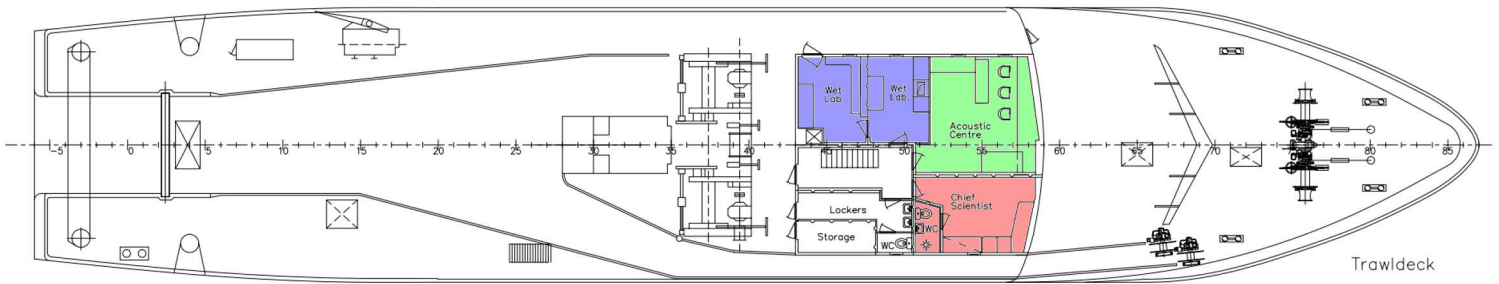 Wet
Lab.
Wet
Lab.
Acoustic
Centre
-5 0 5 10 15 20 25 30 35 40 45 50 55 60 65 70 75 80 85
Chief
Scientist
Lockers
WC
Storage
WC
Trawldeck